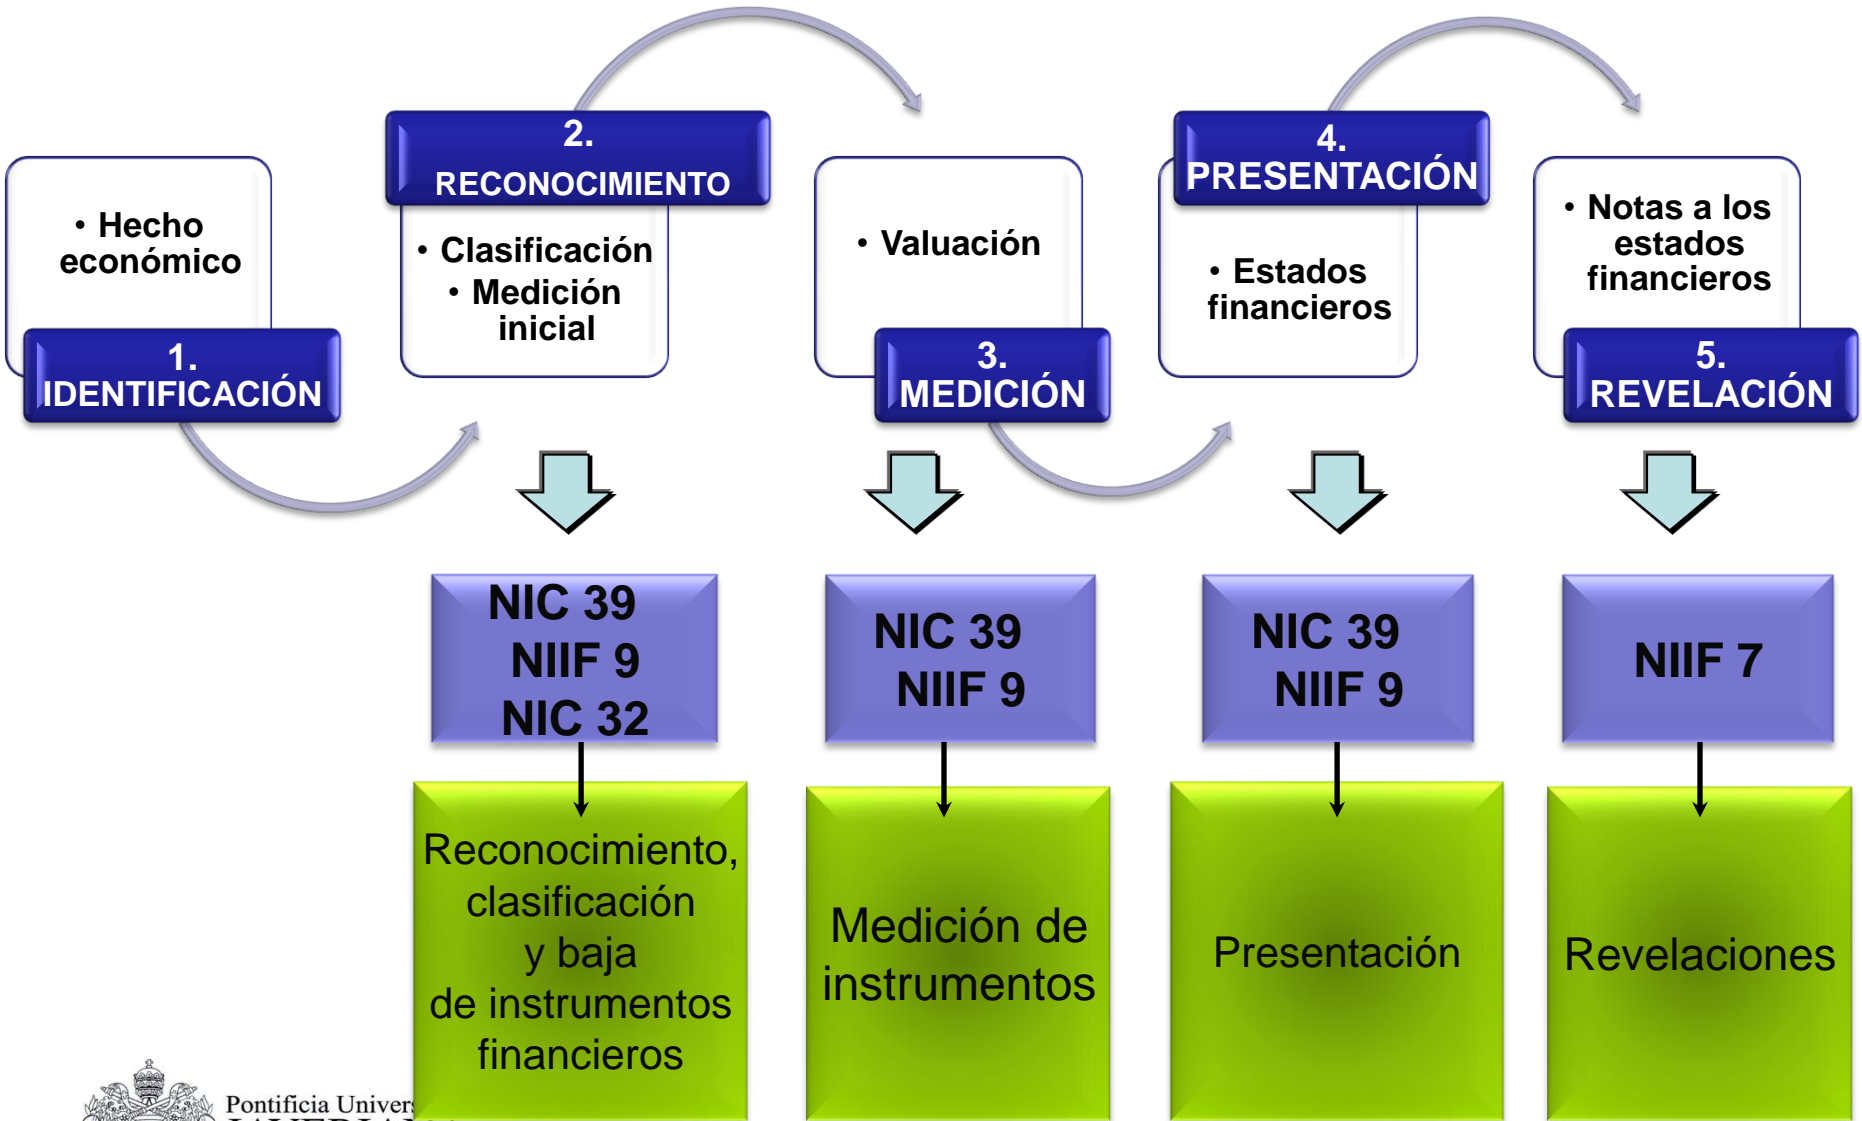 • Hecho
económico
1.
IDENTIFICACIÓN
2.
RECONOCIMIENTO
• Clasificación
• Medición
inicial
• Valuación
3.
MEDICIÓN
4.
PRESENTACIÓN
• Estados
financieros
• Notas a los
estados
financieros
5.
REVELACIÓN
NIC 39
NIIF 9
NIC 32
NIC 39
NIIF 9
NIC 39
NIIF 9
NIIF 7
Reconocimiento,
clasificación
y baja
de instrumentos
financieros
Medición de
instrumentos
Presentación
Revelaciones
Pontificia Univers